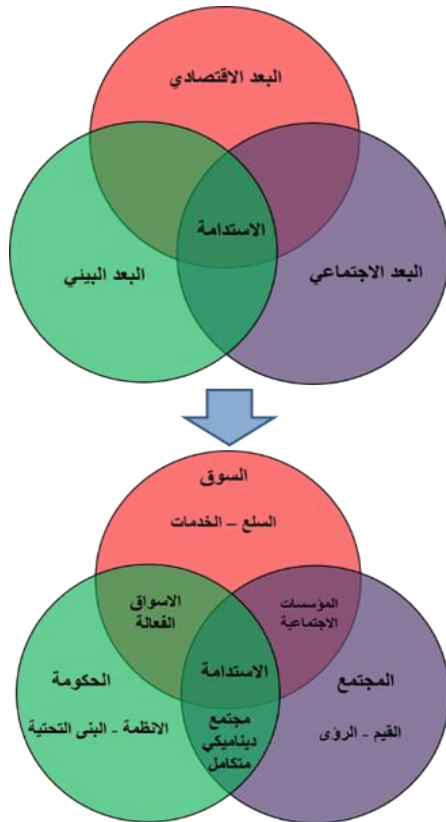 البعد الاقتصادي
الاستدامة
البعد الاجتماعي
البعد البيئي
السوق
السلع – الخدمات
المؤسسات
الاجتماعية
الاسواق
الفعالة
الاستدامة
المجتمع
الحكومة
القيم - الرؤى
الانظمة - البنى التحتية
مجتمع
ديناميكي
متكامل